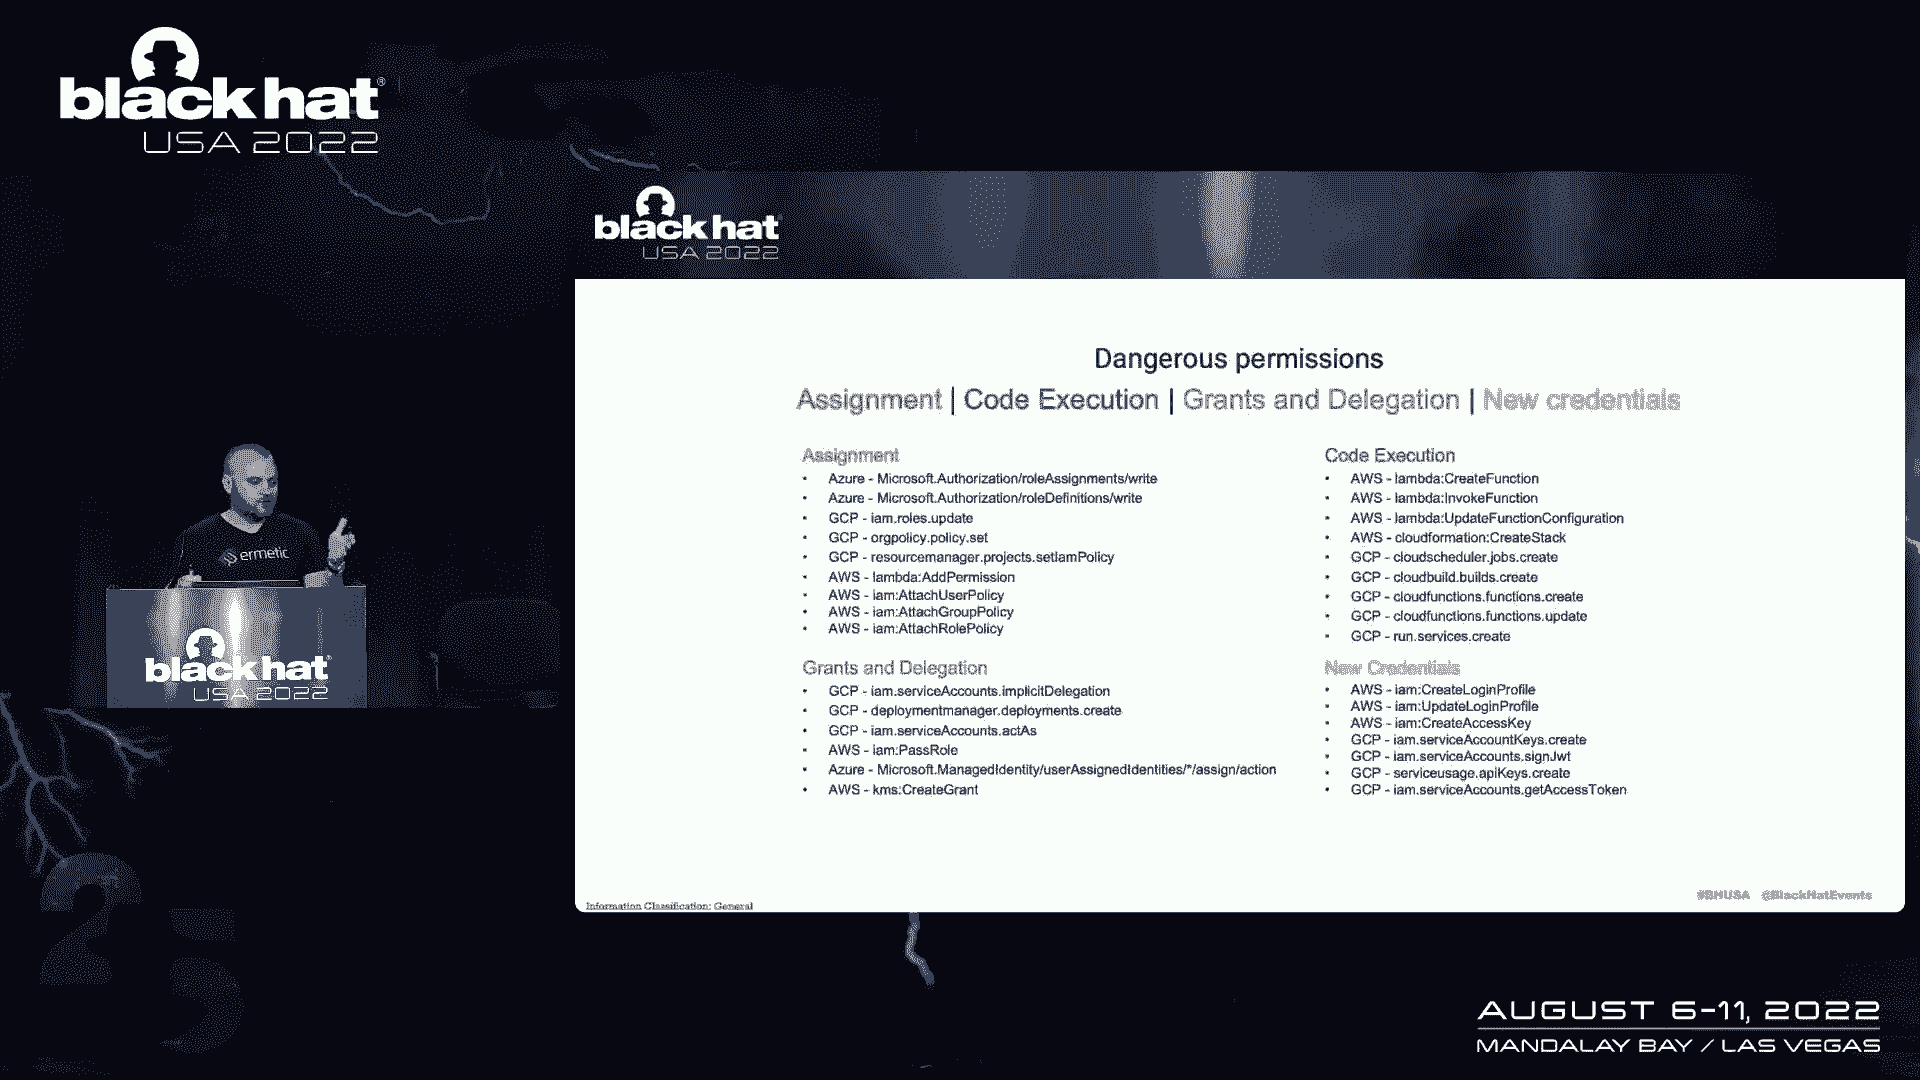 black hat®
USA 2022
black hat
USA 2022
Dangerous permissions
Assignment | Code Execution | Grants and Delegation | New credentials
Assignment
• Azure - Microsoft.Authorization/roleAssignments/write
• Azure - Microsoft.Authorization/roleDefinitions/write
• GCP - iam.roles.update
• GCP - orgpolicy.policy.set
• GCP - resourcemanager.projects.setIamPolicy
• AWS - lambda:AddPermission
• AWS - iam:AttachUserPolicy
• AWS - iam:AttachGroupPolicy
• AWS - iam:AttachRolePolicy
Code Execution
• AWS - lambda:CreateFunction
• AWS - lambda:InvokeFunction
• AWS - lambda:UpdateFunctionConfiguration
• AWS - cloudformation:CreateStack
• GCP - cloudscheduler.jobs.create
• GCP - cloudbuild.builds.create
• GCP - cloudfunctions.functions.create
• GCP - cloudfunctions.functions.update
• GCP - run.services.create
Grants and Delegation
• GCP - iam.serviceAccounts.implicitDelegation
• GCP - deploymentmanager.deployments.create
• GCP - iam.serviceAccounts.actAs
• AWS - iam:PassRole
• Azure - Microsoft.ManagedIdentity/userAssignedIdentities/*/assign/action
• AWS - kms:CreateGrant
New Credentials
• AWS - iam:CreateLoginProfile
• AWS - iam:UpdateLoginProfile
• AWS - iam:CreateAccessKey
• GCP - iam.serviceAccountKeys.create
• GCP - iam.serviceAccounts.signJwt
• GCP - serviceusage.apiKeys.create
• GCP - iam.serviceAccounts.getAccessToken
Information Classification: General
#BHUSA @BlackHatEvents
ermetic
black hat®
USA 2022
25
AUGUST 6-11, 2022
MANDALAY BAY / LAS VEGAS